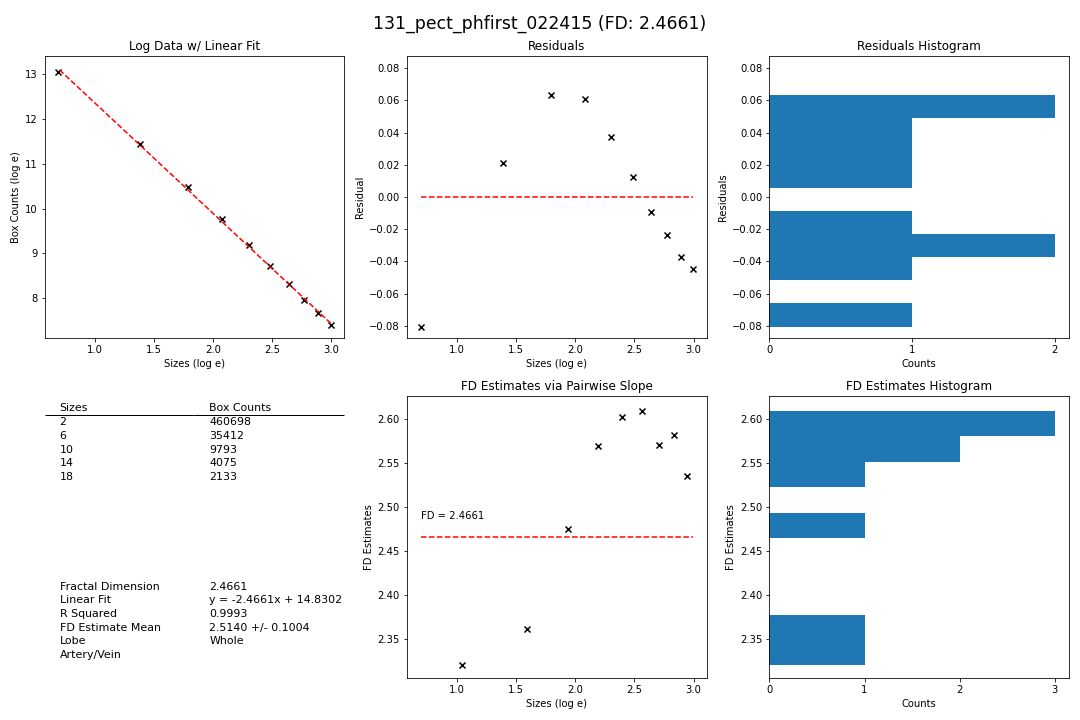 131_pect_phfirst_022415 (FD: 2.4661)
Log Data w/ Linear Fit
Box Counts (log e)
13
12
11
10
9
8
1.0 1.5 2.0 2.5 3.0
Sizes (log e)
Residuals
Residual
0.08
0.06
0.04
0.02
0.00
−0.02
−0.04
−0.06
−0.08
1.0 1.5 2.0 2.5 3.0
Sizes (log e)
Residuals Histogram
Residuals
0.08
0.06
0.04
0.02
0.00
−0.02
−0.04
−0.06
−0.08
0 1 2
Counts
Sizes Box Counts
2 460698
6 35412
10 9793
14 4075
18 2133
Fractal Dimension 2.4661
Linear Fit y = -2.4661x + 14.8302
R Squared 0.9993
FD Estimate Mean 2.5140 +/- 0.1004
Lobe Whole
Artery/Vein
FD Estimates via Pairwise Slope
FD Estimates
2.60
2.55
2.50
2.45
2.40
2.35
FD = 2.4661
1.0 1.5 2.0 2.5 3.0
Sizes (log e)
FD Estimates Histogram
FD Estimates
2.60
2.55
2.50
2.45
2.40
2.35
0 1 2 3
Counts